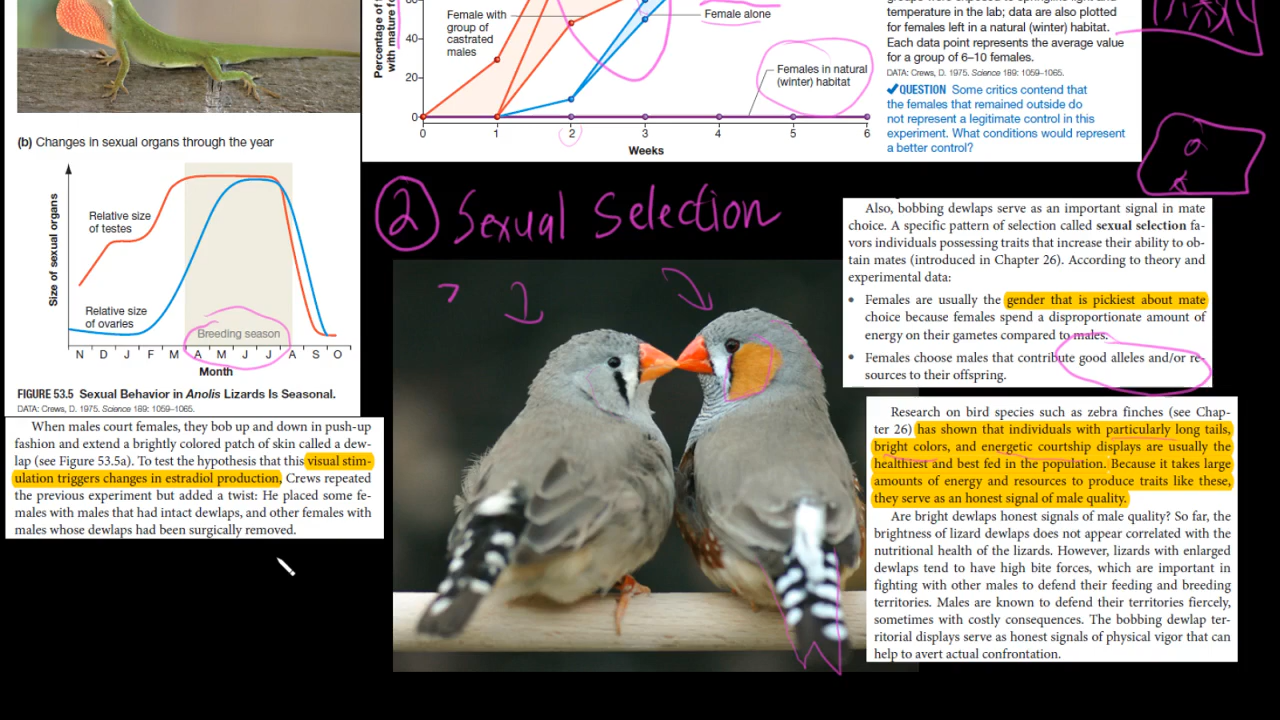 Percentage of
with mature fo
60
20
0
Female with
group of
castrated
males
Female alone
Females in natural
(winter) habitat
0 1 2 3 4 5 6
Weeks
temperature in the lab; data are also plotted
for females left in a natural (winter) habitat.
Each data point represents the average value
for a group of 6–10 females.
DATA: Crews, D. 1975. Science 189: 1059–1065.
✔QUESTION Some critics contend that
the females that remained outside do
not represent a legitimate control in this
experiment. What conditions would represent
a better control?
(b) Changes in sexual organs through the year
Size of sexual organs
Relative size
of testes
Relative size
of ovaries
Breeding season
N D J F M A M J J A S O
Month
FIGURE 53.5 Sexual Behavior in Anolis Lizards Is Seasonal.
DATA: Crews, D. 1975. Science 189: 1059–1065.
When males court females, they bob up and down in push-up
fashion and extend a brightly colored patch of skin called a dew-
lap (see Figure 53.5a). To test the hypothesis that this visual stim-
ulation triggers changes in estradiol production, Crews repeated
the previous experiment but added a twist: He placed some fe-
males with males that had intact dewlaps, and other females with
males whose dewlaps had been surgically removed.
2 Sexual Selection
Also, bobbing dewlaps serve as an important signal in mate
choice. A specific pattern of selection called sexual selection fa-
vors individuals possessing traits that increase their ability to ob-
tain mates (introduced in Chapter 26). According to theory and
experimental data:
• Females are usually the gender that is pickiest about mate
choice because females spend a disproportionate amount of
energy on their gametes compared to males.
• Females choose males that contribute good alleles and/or re-
sources to their offspring.
Research on bird species such as zebra finches (see Chap-
ter 26) has shown that individuals with particularly long tails,
bright colors, and energetic courtship displays are usually the
healthiest and best fed in the population. Because it takes large
amounts of energy and resources to produce traits like these,
they serve as an honest signal of male quality.
Are bright dewlaps honest signals of male quality? So far, the
brightness of lizard dewlaps does not appear correlated with the
nutritional health of the lizards. However, lizards with enlarged
dewlaps tend to have high bite forces, which are important in
fighting with other males to defend their feeding and breeding
territories. Males are known to defend their territories fiercely,
sometimes with costly consequences. The bobbing dewlap ter-
ritorial displays serve as honest signals of physical vigor that can
help to avert actual confrontation.